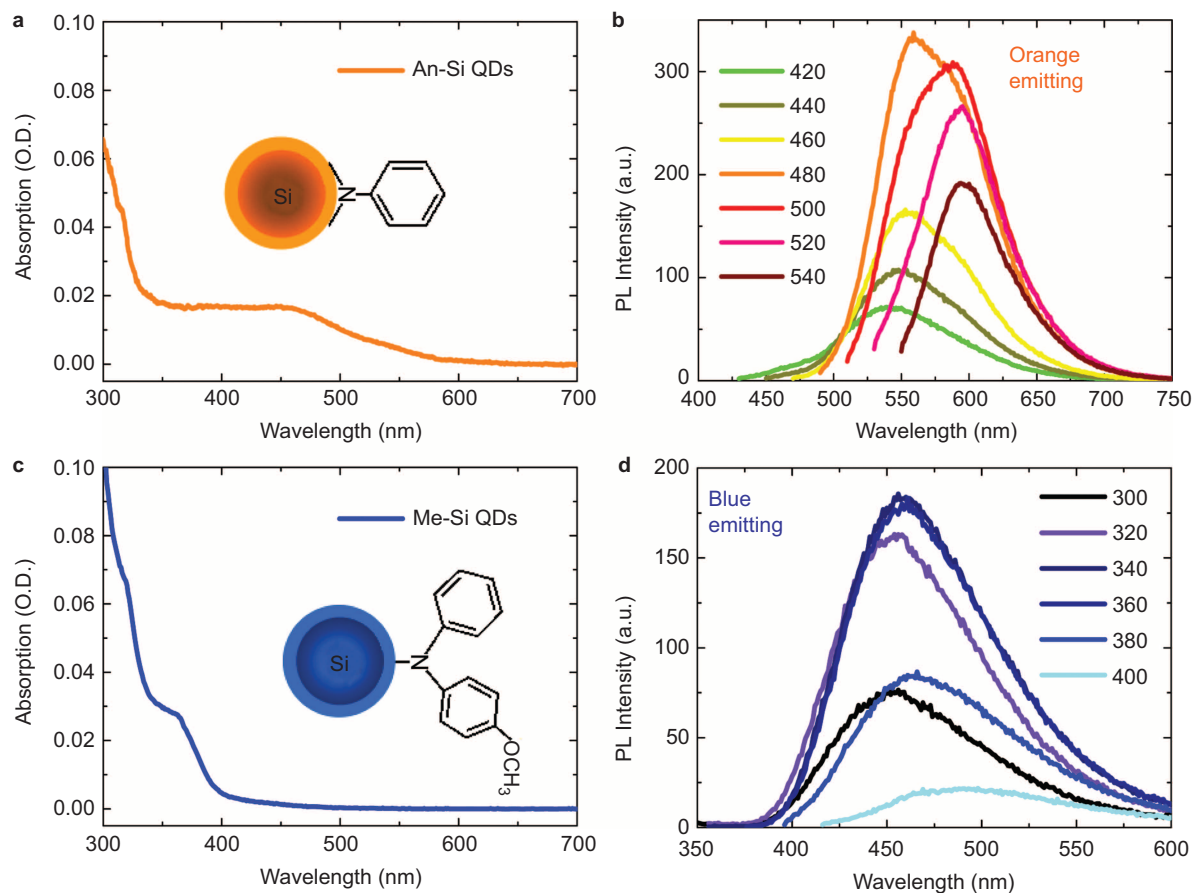 a
0.10
0.08
0.06
0.04
0.02
0.00
Absorption (O.D.)
An-Si QDs
Si
N
300
400
500
600
700
Wavelength (nm)
b
300
200
100
0
PL Intensity (a.u.)
Orange
emitting
420
440
460
480
500
520
540
400
450
500
550
600
650
700
750
Wavelength (nm)
c
0.10
0.08
0.06
0.04
0.02
0.00
Absorption (O.D.)
Me-Si QDs
Si
N
OCH3
300
400
500
600
700
Wavelength (nm)
d
200
150
100
50
0
PL Intensity (a.u.)
Blue
emitting
300
320
340
360
380
400
350
400
450
500
550
600
Wavelength (nm)